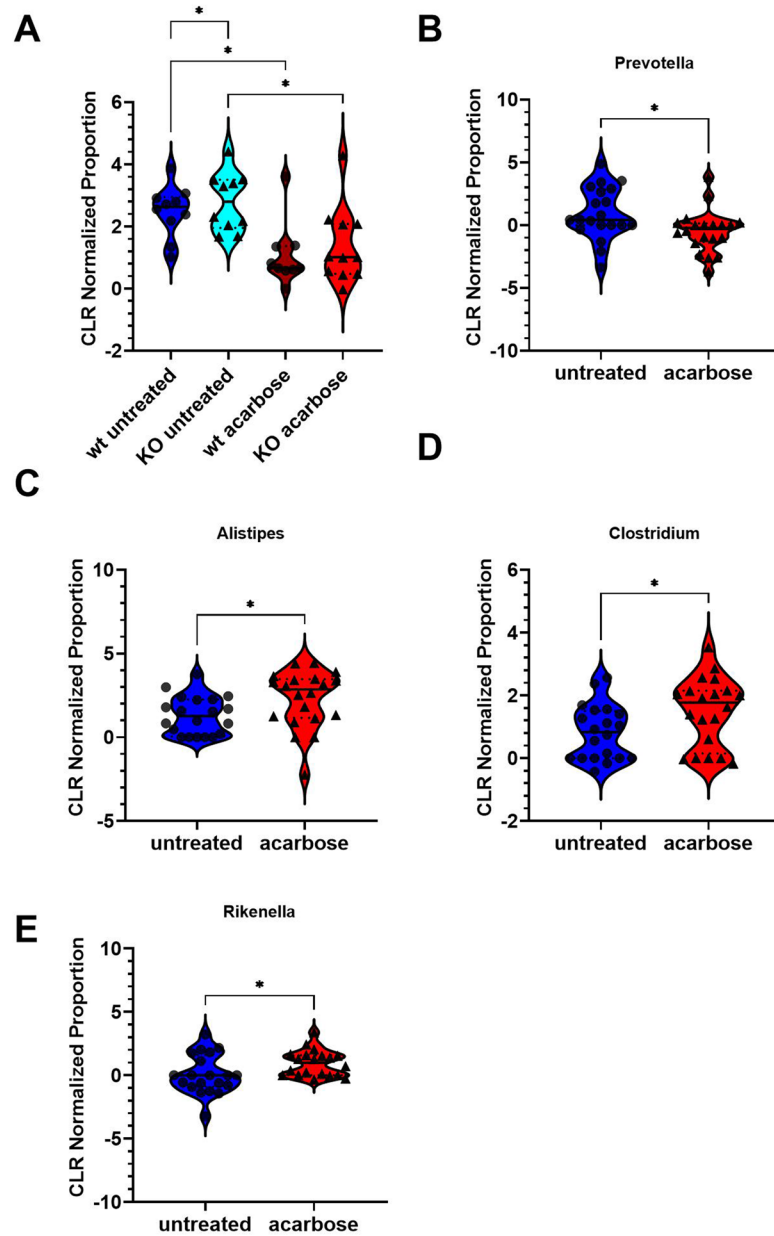 A
*
*
*
CLR Normalized Proportion
6
4
2
0
-2
wt untreated
KO untreated
wt acarbose
KO acarbose
B
Prevotella
*
CLR Normalized Proportion
10
5
0
-5
-10
untreated acarbose
C
Alistipes
*
CLR Normalized Proportion
10
5
0
-5
untreated acarbose
D
Clostridium
*
CLR Normalized Proportion
6
4
2
0
-2
untreated acarbose
E
Rikenella
*
CLR Normalized Proportion
10
5
0
-5
-10
untreated acarbose